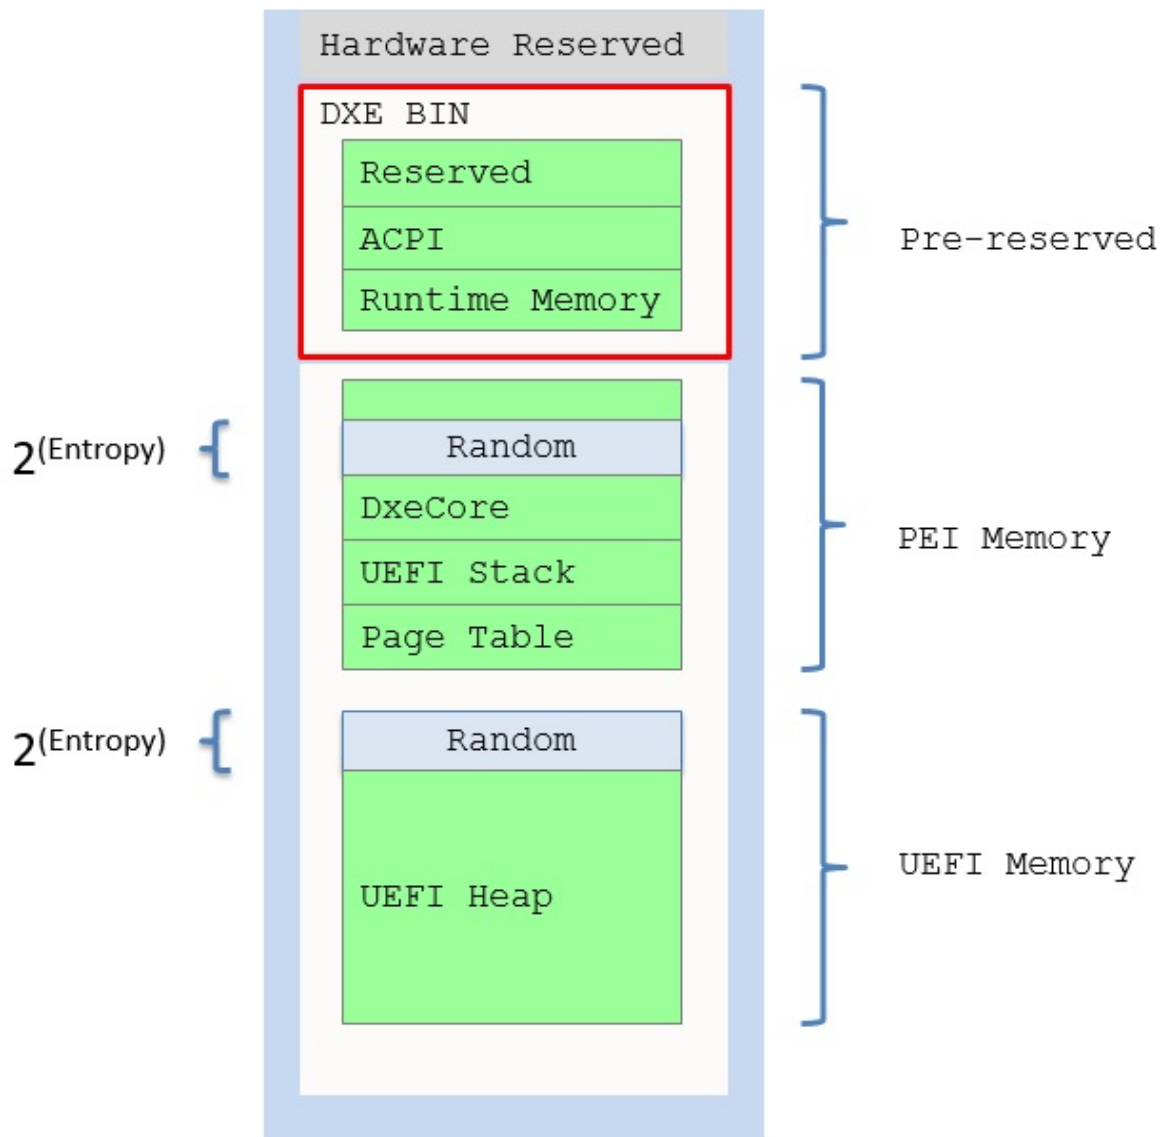 Hardware Reserved
DXE BIN
Reserved
ACPI
Runtime Memory
Pre-reserved
2(Entropy)
Random
DxeCore
UEFI Stack
Page Table
PEI Memory
2(Entropy)
Random
UEFI Heap
UEFI Memory